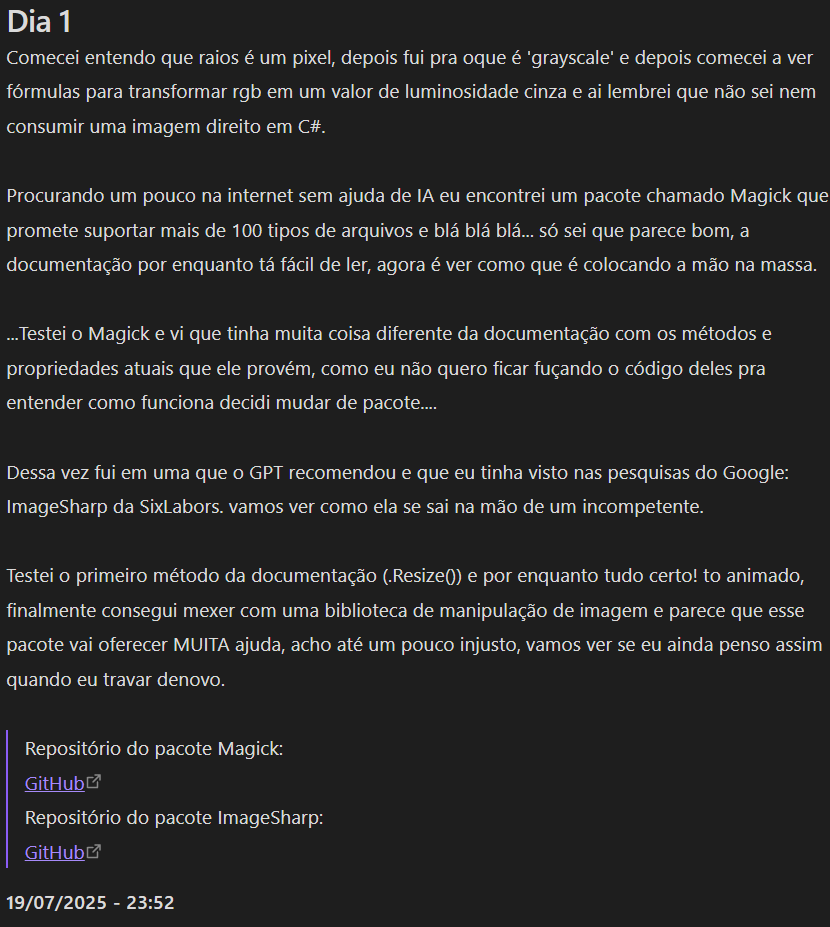 Dia 1
Comecei entendo que raios é um pixel, depois fui pra oque é 'grayscale' e depois comecei a ver
fórmulas para transformar rgb em um valor de luminosidade cinza e ai lembrei que não sei nem
consumir uma imagem direito em C#.
Procurando um pouco na internet sem ajuda de IA eu encontrei um pacote chamado Magick que
promete suportar mais de 100 tipos de arquivos e blá blá blá... só sei que parece bom, a
documentação por enquanto tá fácil de ler, agora é ver como que é colocando a mão na massa.
...Testei o Magick e vi que tinha muita coisa diferente da documentação com os métodos e
propriedades atuais que ele provém, como eu não quero ficar fuçando o código deles pra
entender como funciona decidi mudar de pacote....
Dessa vez fui em uma que o GPT recomendou e que eu tinha visto nas pesquisas do Google:
ImageSharp da SixLabors. vamos ver como ela se sai na mão de um incompetente.
Testei o primeiro método da documentação (.Resize()) e por enquanto tudo certo! to animado,
finalmente consegui mexer com uma biblioteca de manipulação de imagem e parece que esse
pacote vai oferecer MUITA ajuda, acho até um pouco injusto, vamos ver se eu ainda penso assim
quando eu travar denovo.
Repositório do pacote Magick:
GitHub
Repositório do pacote ImageSharp:
GitHub
19/07/2025 - 23:52